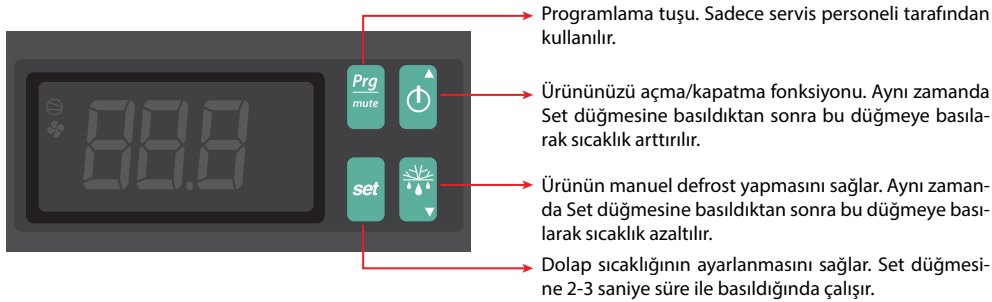 Programlama tuşu. Sadece servis personeli tarafından
kullanılır.
Prg
mute
Ürününüzü açma/kapatma fonksiyonu. Aynı zamanda
Set düğmesine basıldıktan sonra bu düğmeye basıla-
rak sıcaklık arttırılır.
88.8
set
Ürünün manuel defrost yapmasını sağlar. Aynı zaman-
da Set düğmesine basıldıktan sonra bu düğmeye bası-
larak sıcaklık azaltılır.
Dolap sıcaklığının ayarlanmasını sağlar. Set düğmesi-
ne 2-3 saniye süre ile basıldığında çalışır.